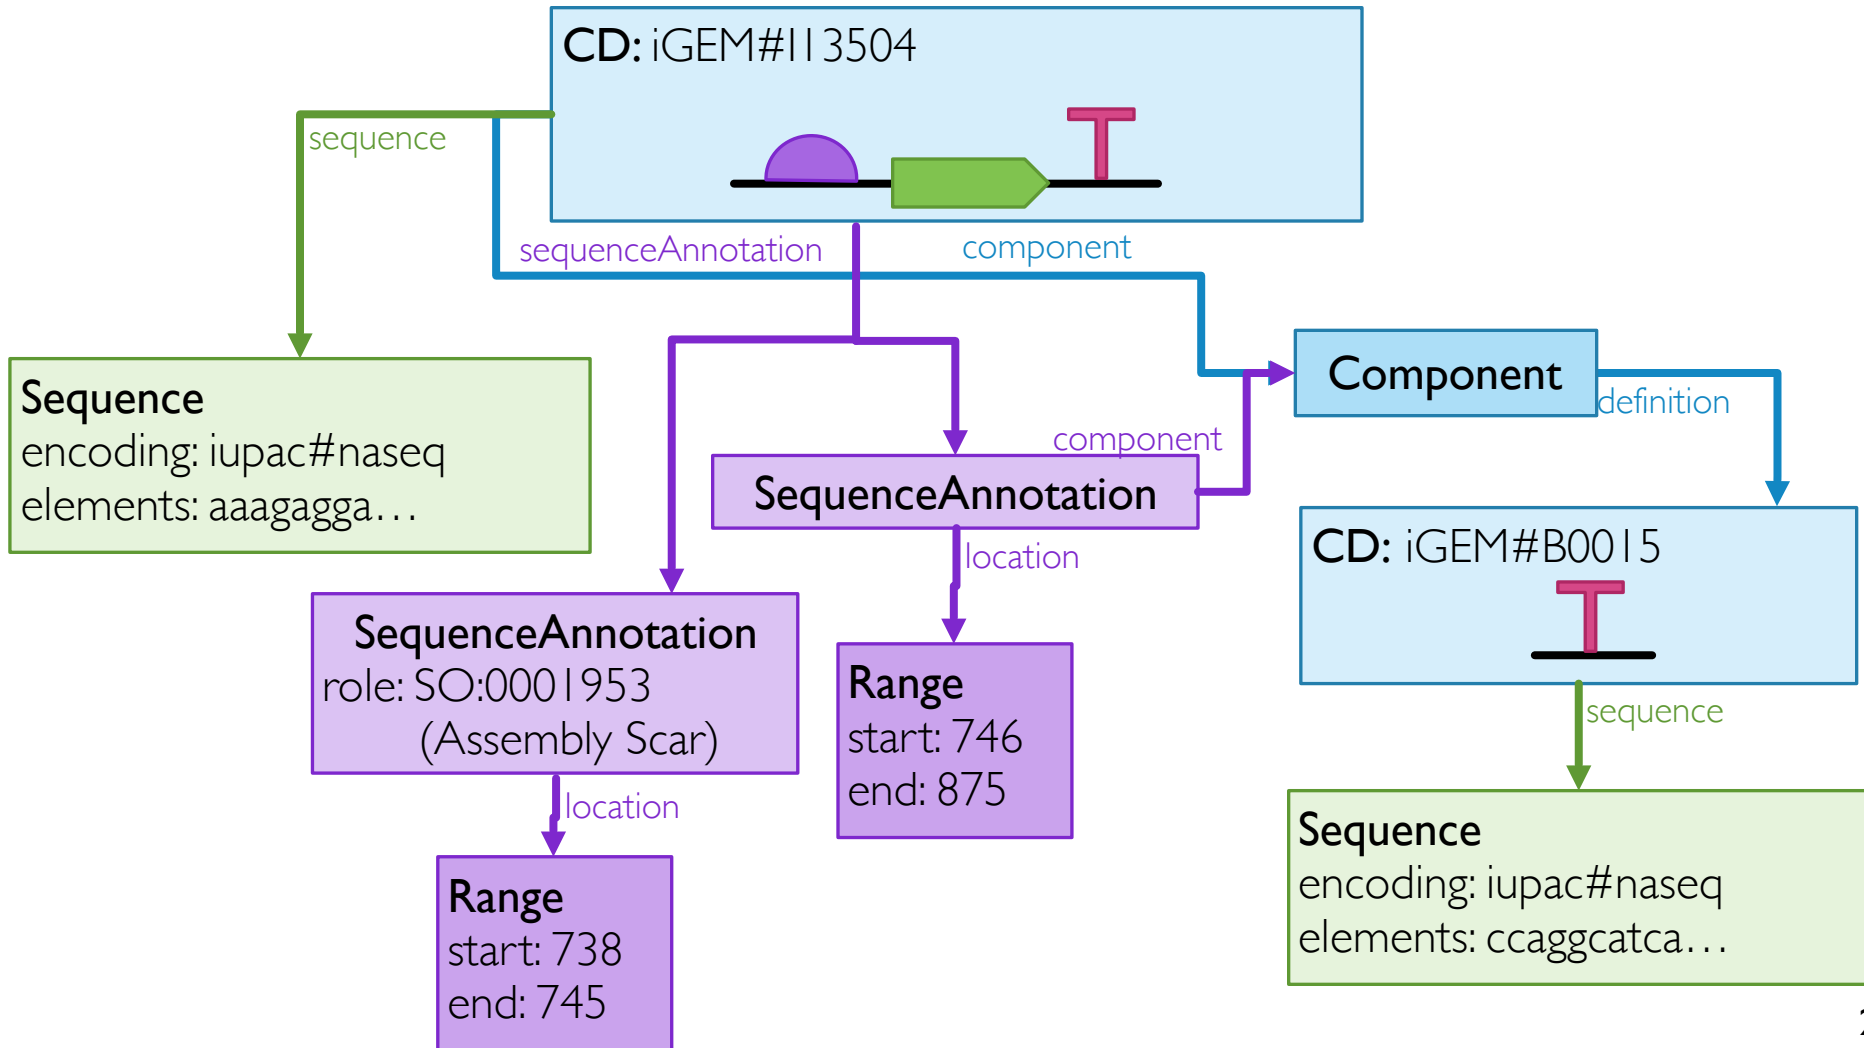 CD: iGEM#I13504
sequence
sequenceAnnotation
component
Sequence
encoding: iupac#naseq
elements: aaagagga…
Component
definition
component
SequenceAnnotation
location
CD: iGEM#B0015
SequenceAnnotation
role: SO:0001953
(Assembly Scar)
Range
start: 746
end: 875
sequence
location
Range
start: 738
end: 745
Sequence
encoding: iupac#naseq
elements: ccaggcatca…